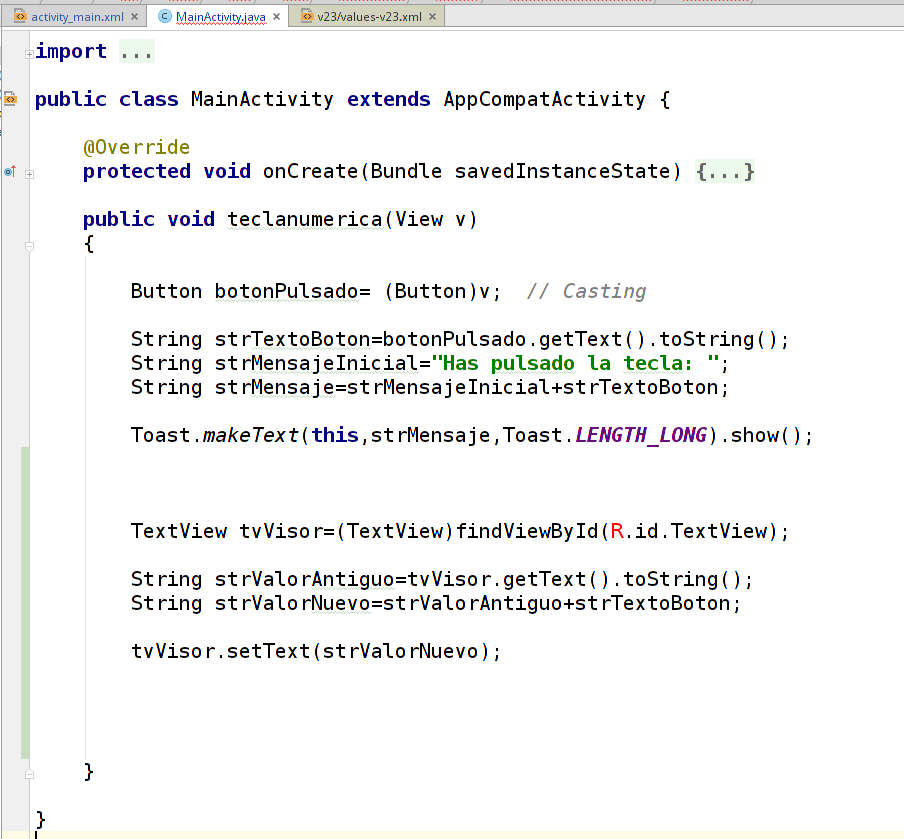 activity_main.xml MainActivity.java v23/values-v23.xml
import ...
public class MainActivity extends AppCompatActivity {
@Override
protected void onCreate(Bundle savedInstanceState) {...}
public void teclanumerica(View v)
{
Button botonPulsado= (Button)v;  // Casting
String strTextoBoton=botonPulsado.getText().toString();
String strMensajeInicial="Has pulsado la tecla: ";
String strMensaje=strMensajeInicial+strTextoBoton;
Toast.makeText(this,strMensaje,Toast.LENGTH_LONG).show();
TextView tvVisor=(TextView)findViewById(R.id.TextView);
String strValorAntiguo=tvVisor.getText().toString();
String strValorNuevo=strValorAntiguo+strTextoBoton;
tvVisor.setText(strValorNuevo);
}
}